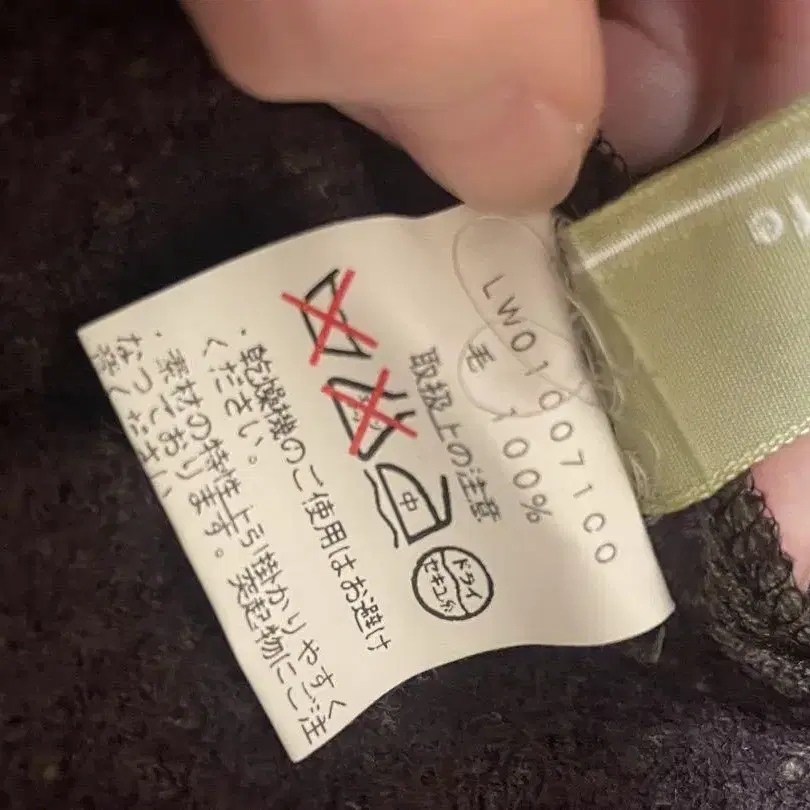 LW010071C0
毛 100%
取扱上の注意
中
ドライ
セキユ系
・乾燥機のご使用はお避け
ください。
・素材の特性上引掛かりやすく
なっております。突起物にご注
意ください